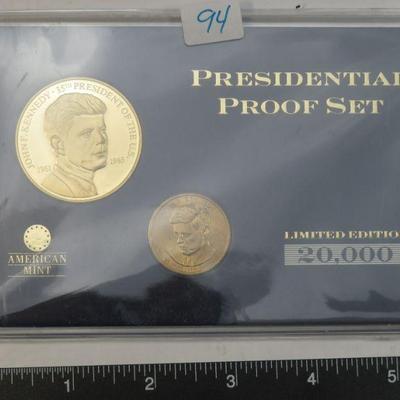 94
PRESIDENTIAL
PROOF SET
JOHN F. KENNEDY · 35TH PRESIDENT OF THE U.S.
1961
1963
AMERICAN
MINT
LIMITED EDITION
20,000
1
2
3
4
5